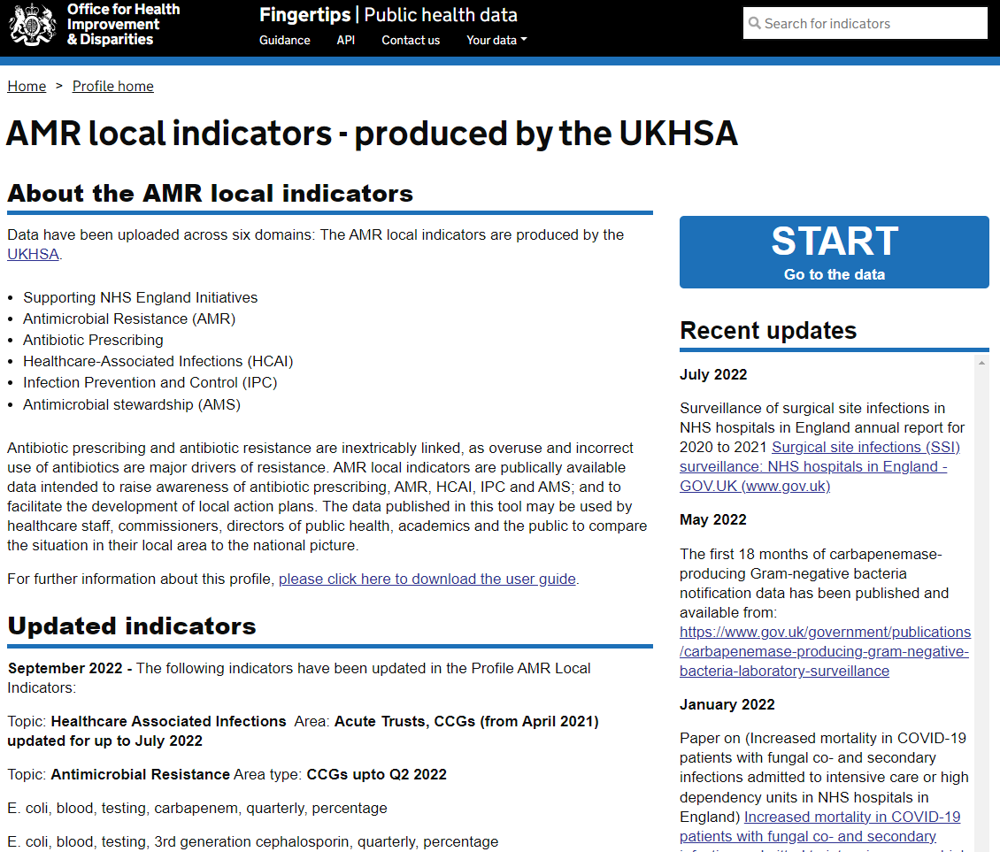 Office for Health
Improvement
& Disparities
Fingertips | Public health data
Guidance API Contact us Your data
Search for indicators
Home > Profile home
AMR local indicators - produced by the UKHSA
About the AMR local indicators
Data have been uploaded across six domains: The AMR local indicators are produced by the
UKHSA.
• Supporting NHS England Initiatives
• Antimicrobial Resistance (AMR)
• Antibiotic Prescribing
• Healthcare-Associated Infections (HCAI)
• Infection Prevention and Control (IPC)
• Antimicrobial stewardship (AMS)
Antibiotic prescribing and antibiotic resistance are inextricably linked, as overuse and incorrect
use of antibiotics are major drivers of resistance. AMR local indicators are publically available
data intended to raise awareness of antibiotic prescribing, AMR, HCAI, IPC and AMS; and to
facilitate the development of local action plans. The data published in this tool may be used by
healthcare staff, commissioners, directors of public health, academics and the public to compare
the situation in their local area to the national picture.
For further information about this profile, please click here to download the user guide.
Updated indicators
September 2022 - The following indicators have been updated in the Profile AMR Local
Indicators:
Topic: Healthcare Associated Infections Area: Acute Trusts, CCGs (from April 2021)
updated for up to July 2022
Topic: Antimicrobial Resistance Area type: CCGs upto Q2 2022
E. coli, blood, testing, carbapenem, quarterly, percentage
E. coli, blood, testing, 3rd generation cephalosporin, quarterly, percentage
START
Go to the data
Recent updates
July 2022
Surveillance of surgical site infections in
NHS hospitals in England annual report for
2020 to 2021 Surgical site infections (SSI)
surveillance: NHS hospitals in England -
GOV.UK (www.gov.uk)
May 2022
The first 18 months of carbapenemase-
producing Gram-negative bacteria
notification data has been published and
available from:
https://www.gov.uk/government/publications
/carbapenemase-producing-gram-negative-
bacteria-laboratory-surveillance
January 2022
Paper on (Increased mortality in COVID-19
patients with fungal co- and secondary
infections admitted to intensive care or high
dependency units in NHS hospitals in
England) Increased mortality in COVID-19
patients with fungal co- and secondary